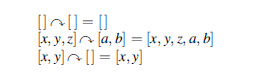 [] ⌢ [] = []
[x, y, z] ⌢ [a, b] = [x, y, z, a, b]
[x, y] ⌢ [] = [x, y]